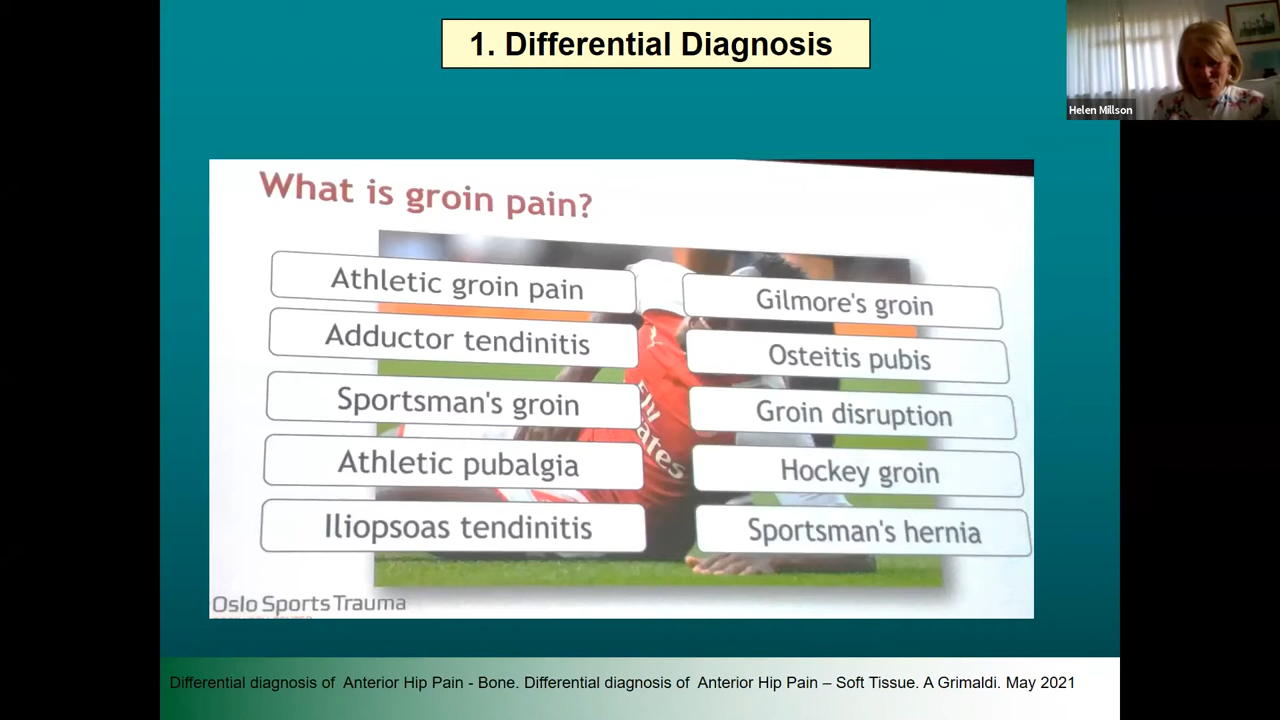 1. Differential Diagnosis
Helen Millson
What is groin pain?
Athletic groin pain
Gilmore's groin
Adductor tendinitis
Osteitis pubis
Sportsman's groin
Groin disruption
Athletic pubalgia
Hockey groin
Iliopsoas tendinitis
Sportsman's hernia
Fly
Oslo Sports Trauma
Differential diagnosis of Anterior Hip Pain - Bone. Differential diagnosis of Anterior Hip Pain – Soft Tissue. A Grimaldi. May 2021